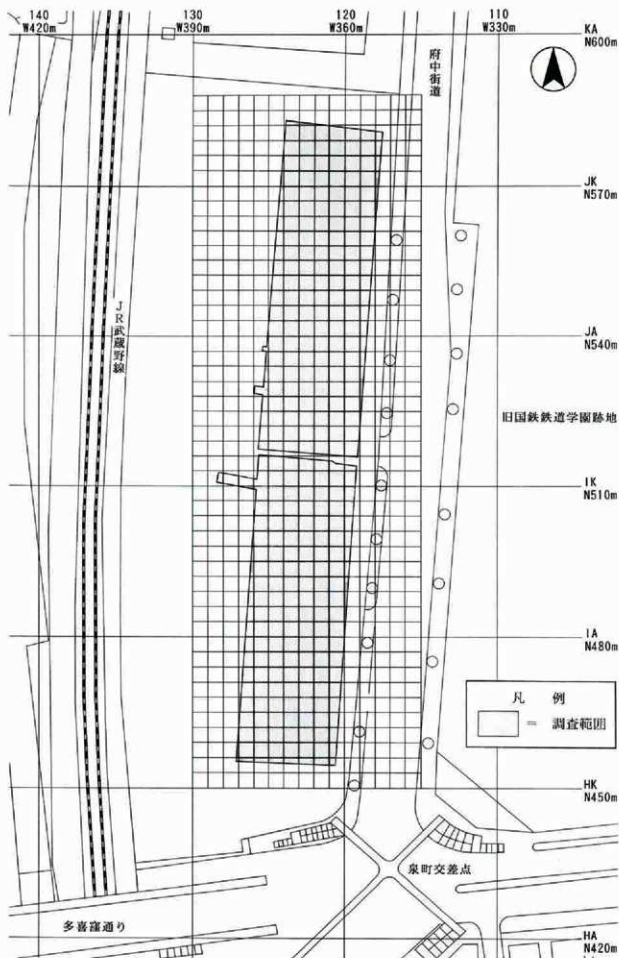 140
W420m
W390m
120
W360m
110
W330m
KA
N600m
府中街道
JK
N570m
JR武蔵野線
JA
N540m
旧国鉄鉄道学園跡地
IK
N510m
IA
N480m
凡 例
= 調査範囲
HK
N450m
泉町交差点
多喜窪通り
HA
N420m